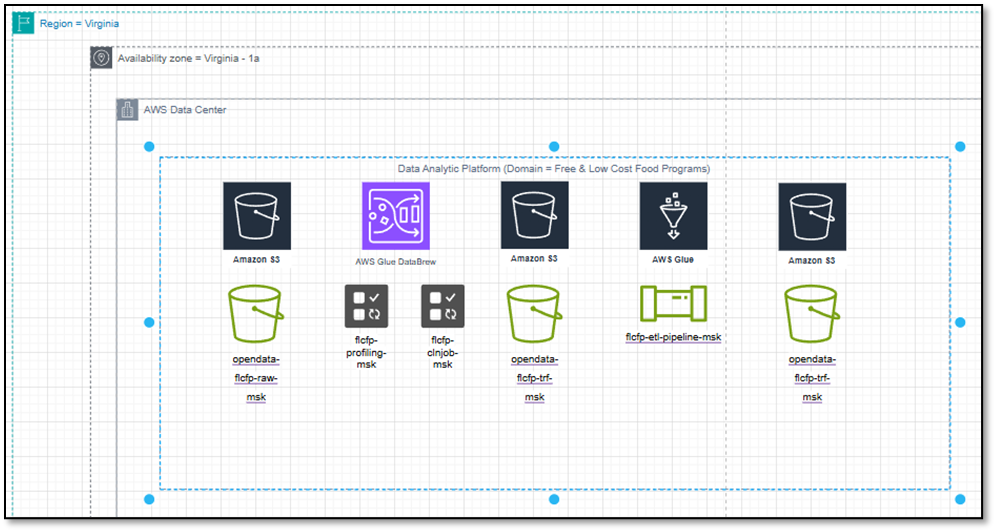 Region = Virginia
Availability zone = Virginia - 1a
AWS Data Center
Data Analytic Platform (Domain = Free & Low Cost Food Programs)
Amazon S3
AWS Glue DataBrew
Amazon S3
AWS Glue
Amazon S3
opendata-
flcfp-raw-
msk
flcfp-
profiling-
msk
flcfp-
clnjob-
msk
opendata-
flcfp-trf-
msk
flcfp-etl-pipeline-msk
opendata-
flcfp-trf-
msk